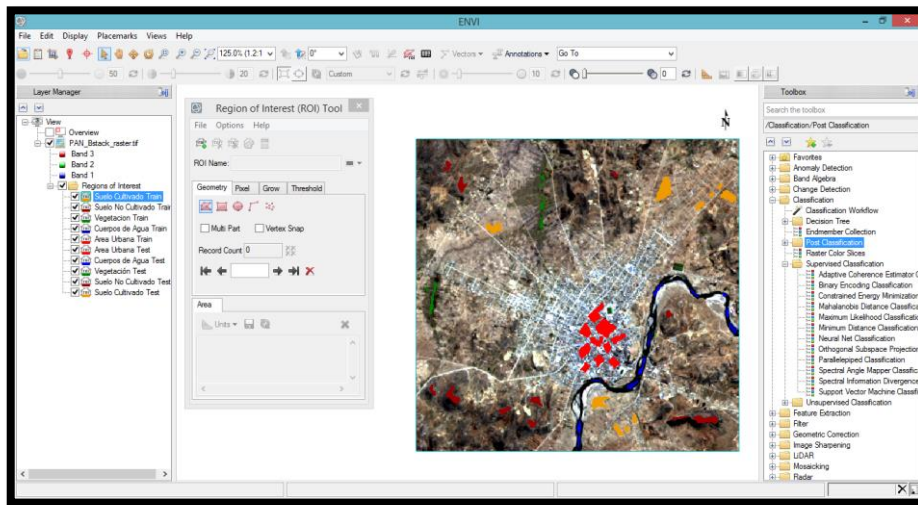 ENVI
File Edit Display Placemarks Views Help
125.0% (1.2:1
0°
Vectors
Annotations
Go To
50
20
Custom
10
0
Layer Manager
View
Overview
PAN_Bstack_raster.tif
Band 3
Band 2
Band 1
Regions of Interest
Suelo Cultivado Train
Suelo No Cultivado Train
Vegetacion Train
Cuerpos de Agua Train
Area Urbana Train
Area Urbana Test
Cuerpos de Agua Test
Vegetación Test
Suelo No Cultivado Test
Suelo Cultivado Test
Region of Interest (ROI) Tool
File Options Help
ROI Name:
Geometry Pixel Grow Threshold
Multi Part Vertex Snap
Record Count 0
Area
Units
N
Toolbox
Search the toolbox
/Classification/Post Classification
Favorites
Anomaly Detection
Band Algebra
Change Detection
Classification
Classification Workflow
Decision Tree
Endmember Collection
Post Classification
Raster Color Slices
Supervised Classification
Adaptive Coherence Estimator C
Binary Encoding Classification
Constrained Energy Minimization
Mahalanobis Distance Classifica
Maximum Likelihood Classificatio
Minimum Distance Classification
Neural Net Classification
Orthogonal Subspace Projection
Parallelepiped Classification
Spectral Angle Mapper Classific
Spectral Information Divergence
Support Vector Machine Classifi
Unsupervised Classification
Feature Extraction
Filter
Geometric Correction
Image Sharpening
LiDAR
Mosaicking
Radar